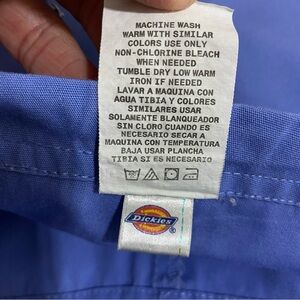 MACHINE WASH
WARM WITH SIMILAR
COLORS USE ONLY
NON-CHLORINE BLEACH
WHEN NEEDED
TUMBLE DRY LOW WARM
IRON IF NEEDED
LAVAR A MAQUINA CON
AGUA TIBIA Y COLORES
SIMILARES USAR
SOLAMENTE BLANQUEADOR
SIN CLORO CUANDO ES
NECESARIO SECAR A
MAQUINA CON TEMPERATURA
BAJA USAR PLANCHA
TIBIA SI ES NECESARIO
Dickies
®